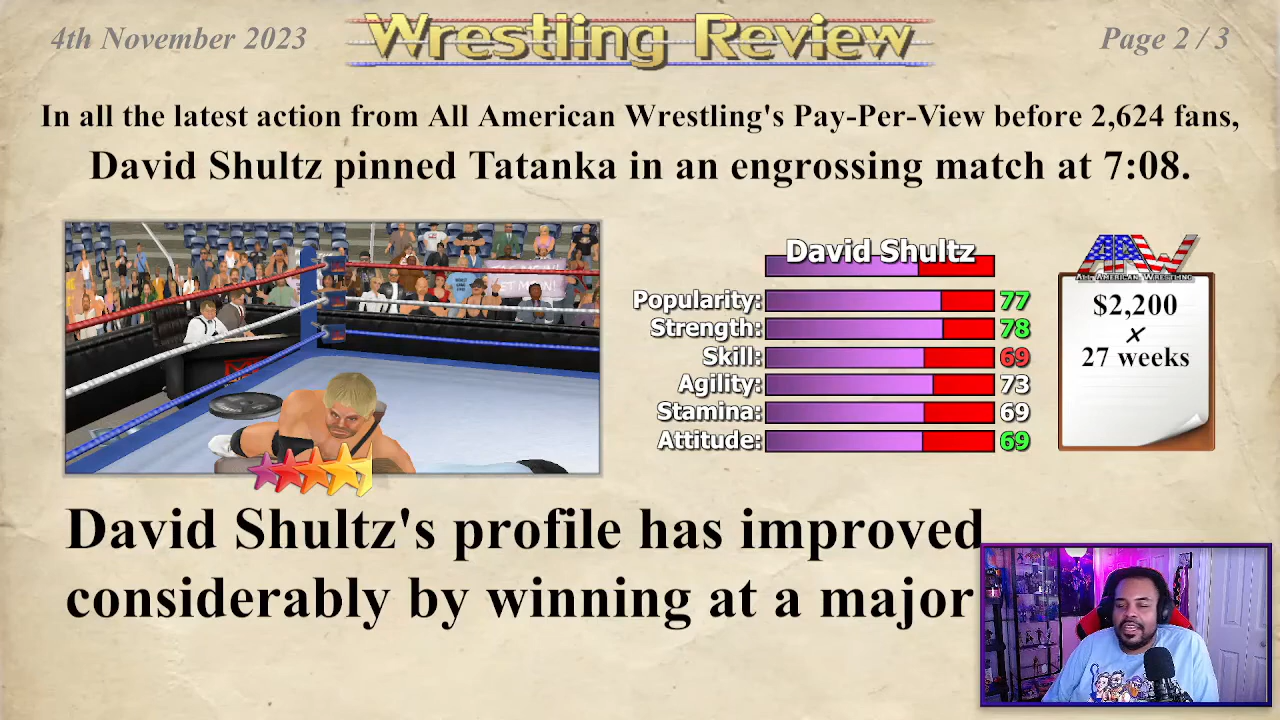 4th November 2023
Wrestling Review
Page 2 / 3
In all the latest action from All American Wrestling's Pay-Per-View before 2,624 fans,
David Shultz pinned Tatanka in an engrossing match at 7:08.
David Shultz
Popularity: 77
Strength: 78
Skill: 69
Agility: 73
Stamina: 69
Attitude: 69
AAW
All American Wrestling
$2,200
x
27 weeks
David Shultz's profile has improved
considerably by winning at a major